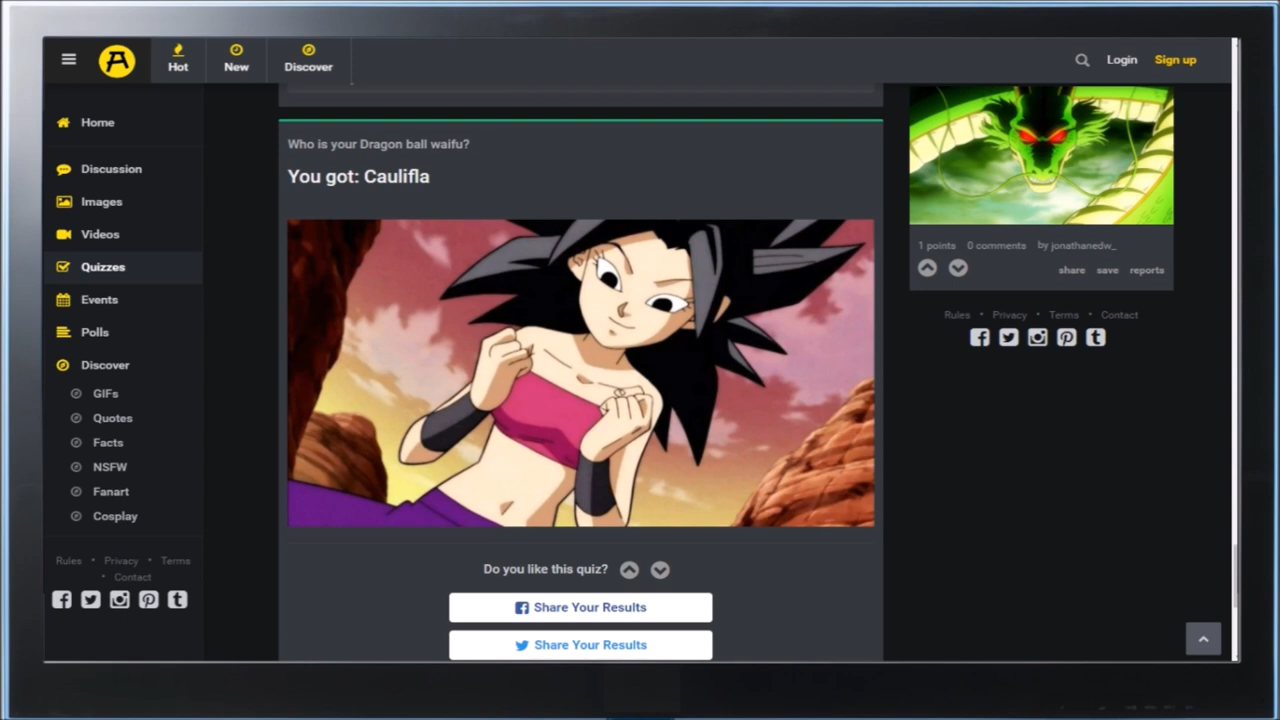 Hot
New
Discover
Login
Sign up
Home
Discussion
Images
Videos
Quizzes
Events
Polls
Discover
GIFs
Quotes
Facts
NSFW
Fanart
Cosplay
Rules • Privacy • Terms
• Contact
Who is your Dragon ball waifu?
You got: Caulifla
Do you like this quiz?
Share Your Results
Share Your Results
1 points 0 comments by jonathanedw_
share save reports
Rules • Privacy • Terms • Contact